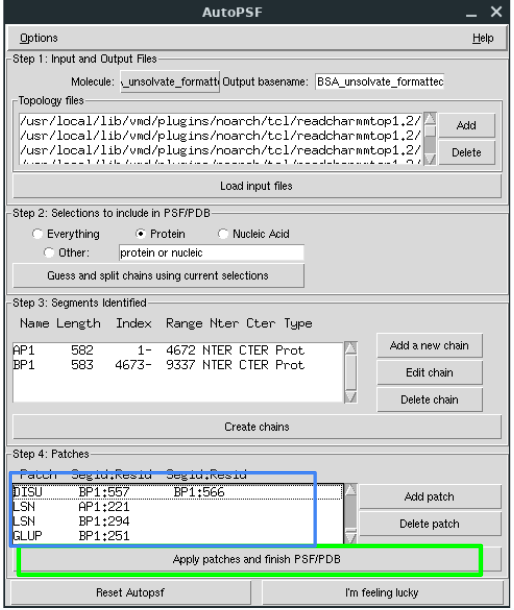 AutoPSF
Options Help
Step 1: Input and Output Files
Molecule: _unsolvate_formatt Output basename: BSA_unsolvate_formattec
Topology files
/usr/local/lib/vmd/plugins/noarch/tcl/readcharmmtop1.2/ Add
/usr/local/lib/vmd/plugins/noarch/tcl/readcharmmtop1.2/
/usr/local/lib/vmd/plugins/noarch/tcl/readcharmmtop1.2/ Delete
Load input files
Step 2: Selections to include in PSF/PDB
Everything Protein Nucleic Acid
Other: protein or nucleic
Guess and split chains using current selections
Step 3: Segments Identified
Name Length Index Range Nter Cter Type
AP1 582 1- 4672 NTER CTER Prot
BP1 583 4673- 9337 NTER CTER Prot
Add a new chain
Edit chain
Delete chain
Create chains
Step 4: Patches
Patch Segid:Resid Segid:Resid
DISU BP1:557 BP1:566
LSN AP1:221
LSN BP1:294
GLUP BP1:251
Add patch
Delete patch
Apply patches and finish PSF/PDB
Reset Autopsf I'm feeling lucky